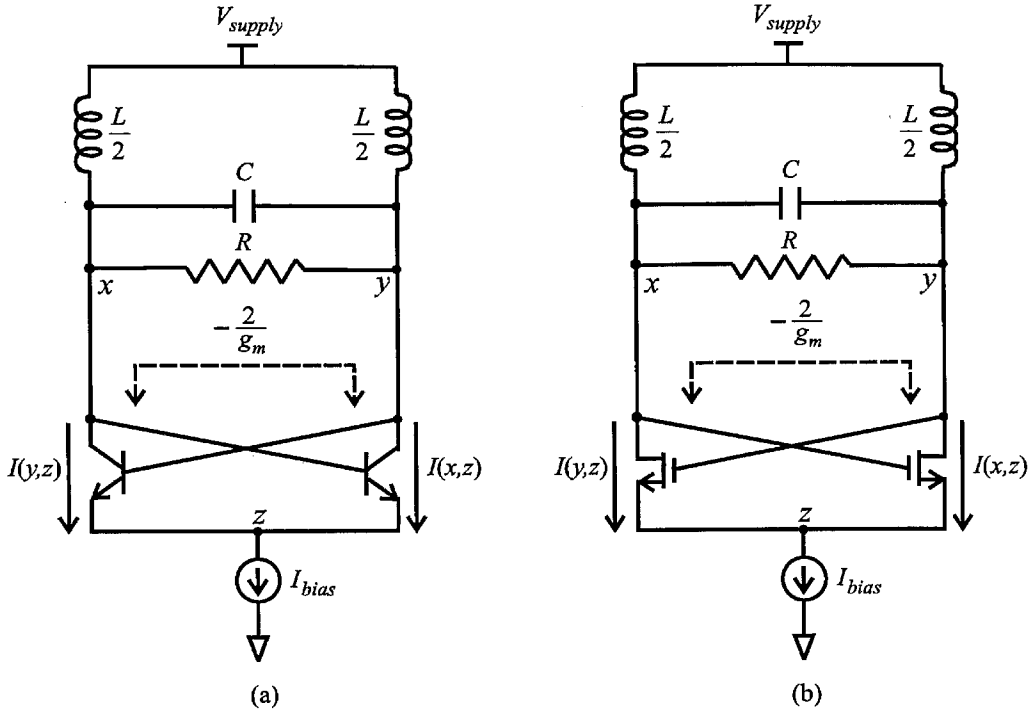 V_supply
L/2
L/2
C
R
x
y
-2/g_m
I(y,z)
I(x,z)
z
I_bias
(a)
V_supply
L/2
L/2
C
R
x
y
-2/g_m
I(y,z)
I(x,z)
z
I_bias
(b)